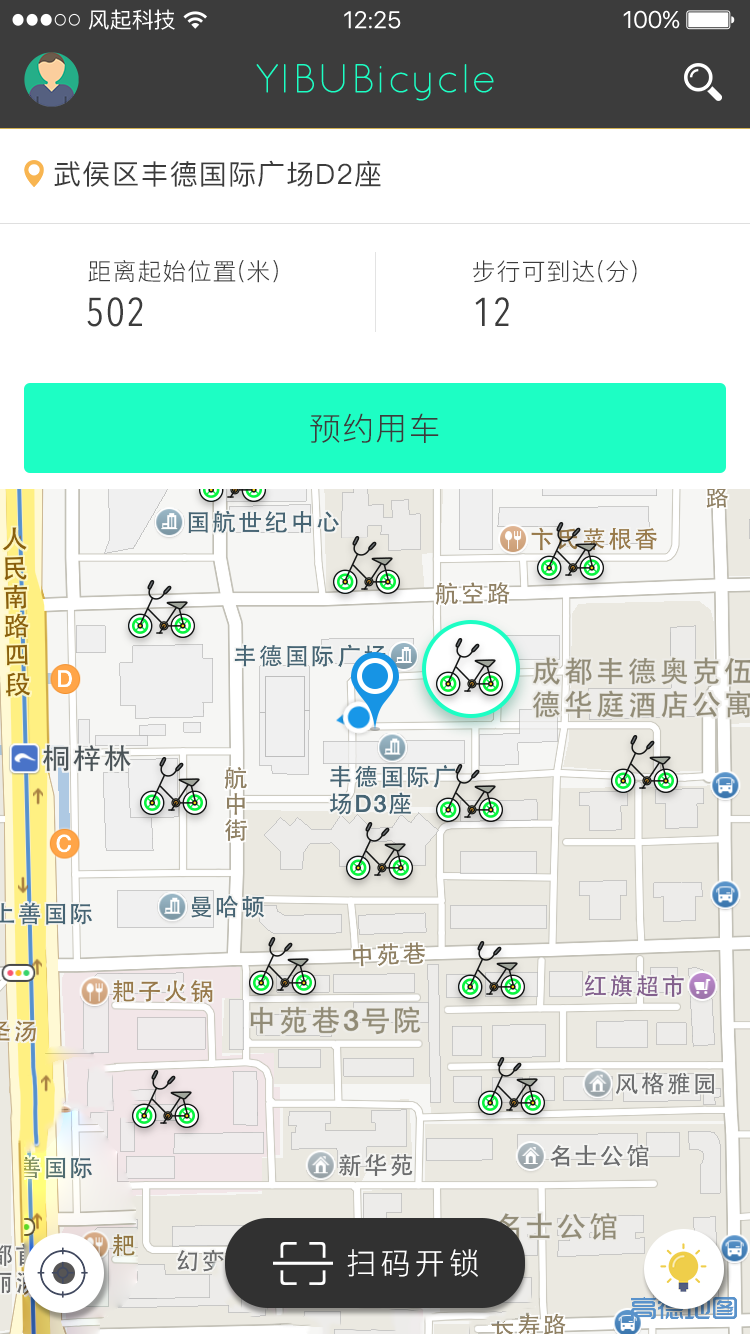 风起科技 12:25 100%
YIBUBicycle
武侯区丰德国际广场D2座
距离起始位置(米) 步行可到达(分)
502 12
预约用车
路
国航世纪中心
卞氏菜根香
人民南路四段
航空路
丰德国际广场
成都丰德奥克伍
德华庭酒店公寓
D
桐梓林
丰德国际广
场D3座
航中街
C
上善国际
曼哈顿
中苑巷
耙子火锅
红旗超市
中苑巷3号院
圣汤
风格雅园
善国际
新华苑
名士公馆
名士公馆
耙
幻变
扫码开锁
高德地图
长寿路